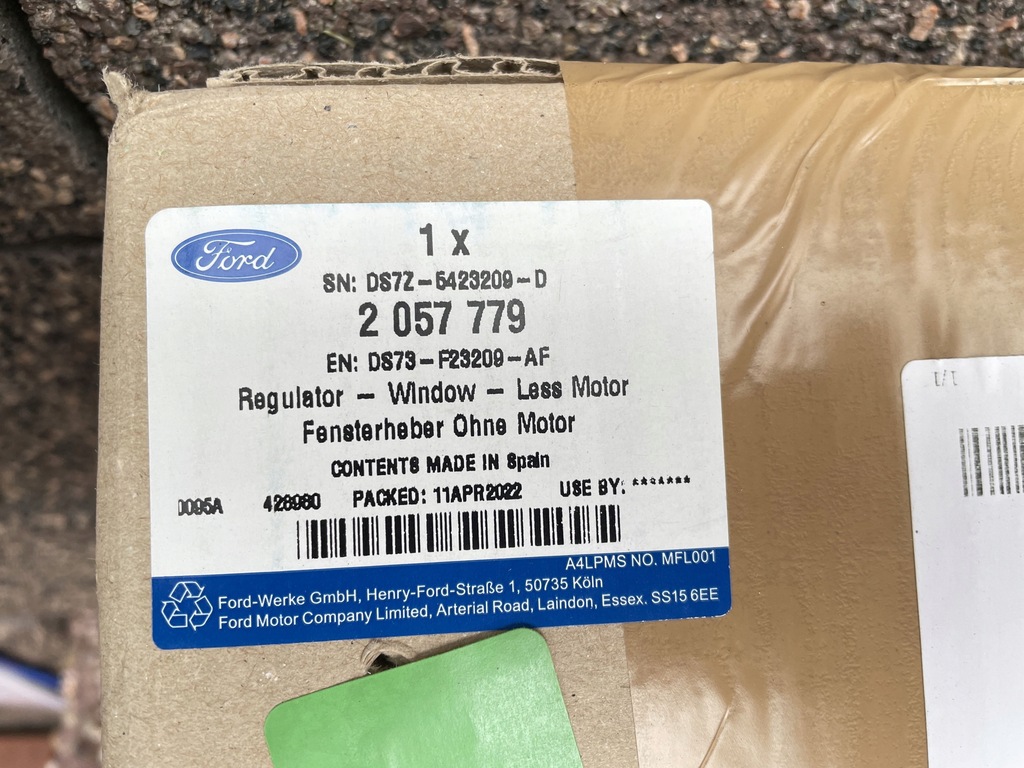 Ford
1 x
SN: DS7Z-5423209-D
2 057 779
EN: DS73-F23209-AF
Regulator - Window - Less Motor
Fensterheber Ohne Motor
CONTENTS MADE IN Spain
0095A 428980 PACKED: 11APR2022 USE BY: *******
A4LPMS NO. MFL001
Ford-Werke GmbH, Henry-Ford-Straße 1, 50735 Köln
Ford Motor Company Limited, Arterial Road, Laindon, Essex. SS15 6EE